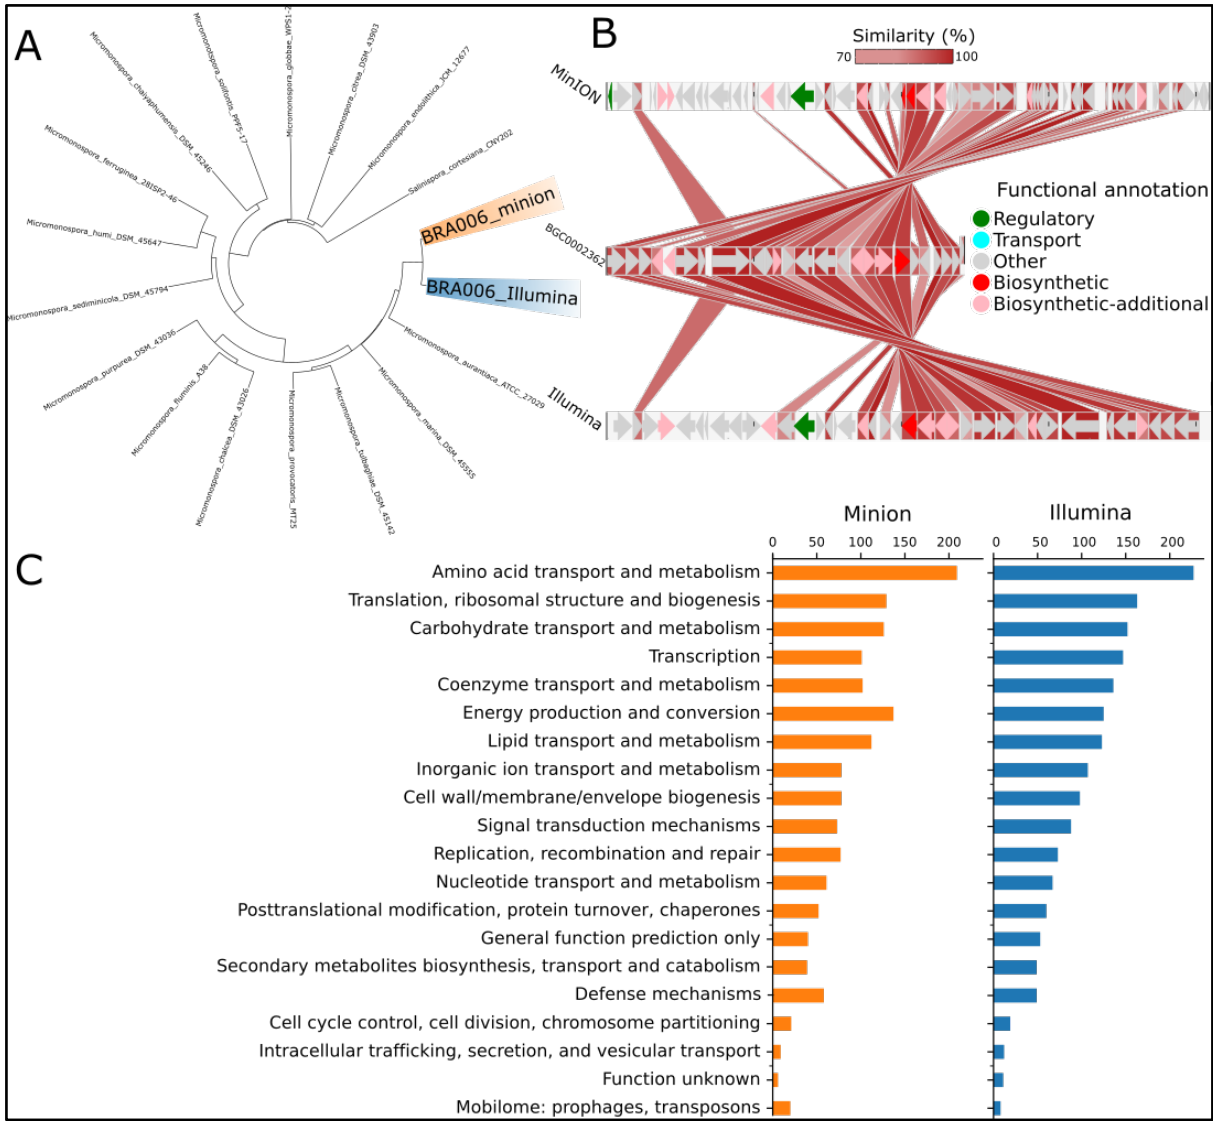 A
Micromonospora_chaiyaphumensis_DSM_45246
Micromonotspora_solifontis_PPF5-17
Micromonospora_globbae_WPS1-2
Micromonospora_citrea_DSM_43903
Micromonospora_endolithica_JCM_12677
Salinispora_cortesiana_CNY202
Micromonospora_ferruginea_28ISP2-46
Micromonospora_humi_DSM_45647
Micromonospora_sediminicola_DSM_45794
Micromonospora_purpurea_DSM_43036
Micromonospora_fluminis_A38
Micromonospora_chalcea_DSM_43026
Micromonospora_provocatoris_MT25
Micromonospora_tulbaghiae_DSM_45142
Micromonospora_marina_DSM_45555
Micromonospora_aurantiaca_ATCC_27029
BRA006_minion
BRA006_Illumina
B
Similarity (%)
70 100
MinION
BGC0002362
Illumina
Functional annotation
Regulatory
Transport
Other
Biosynthetic
Biosynthetic-additional
C
Minion Illumina
0 50 100 150 200 0 50 100 150 200
Amino acid transport and metabolism
Translation, ribosomal structure and biogenesis
Carbohydrate transport and metabolism
Transcription
Coenzyme transport and metabolism
Energy production and conversion
Lipid transport and metabolism
Inorganic ion transport and metabolism
Cell wall/membrane/envelope biogenesis
Signal transduction mechanisms
Replication, recombination and repair
Nucleotide transport and metabolism
Posttranslational modification, protein turnover, chaperones
General function prediction only
Secondary metabolites biosynthesis, transport and catabolism
Defense mechanisms
Cell cycle control, cell division, chromosome partitioning
Intracellular trafficking, secretion, and vesicular transport
Function unknown
Mobilome: prophages, transposons